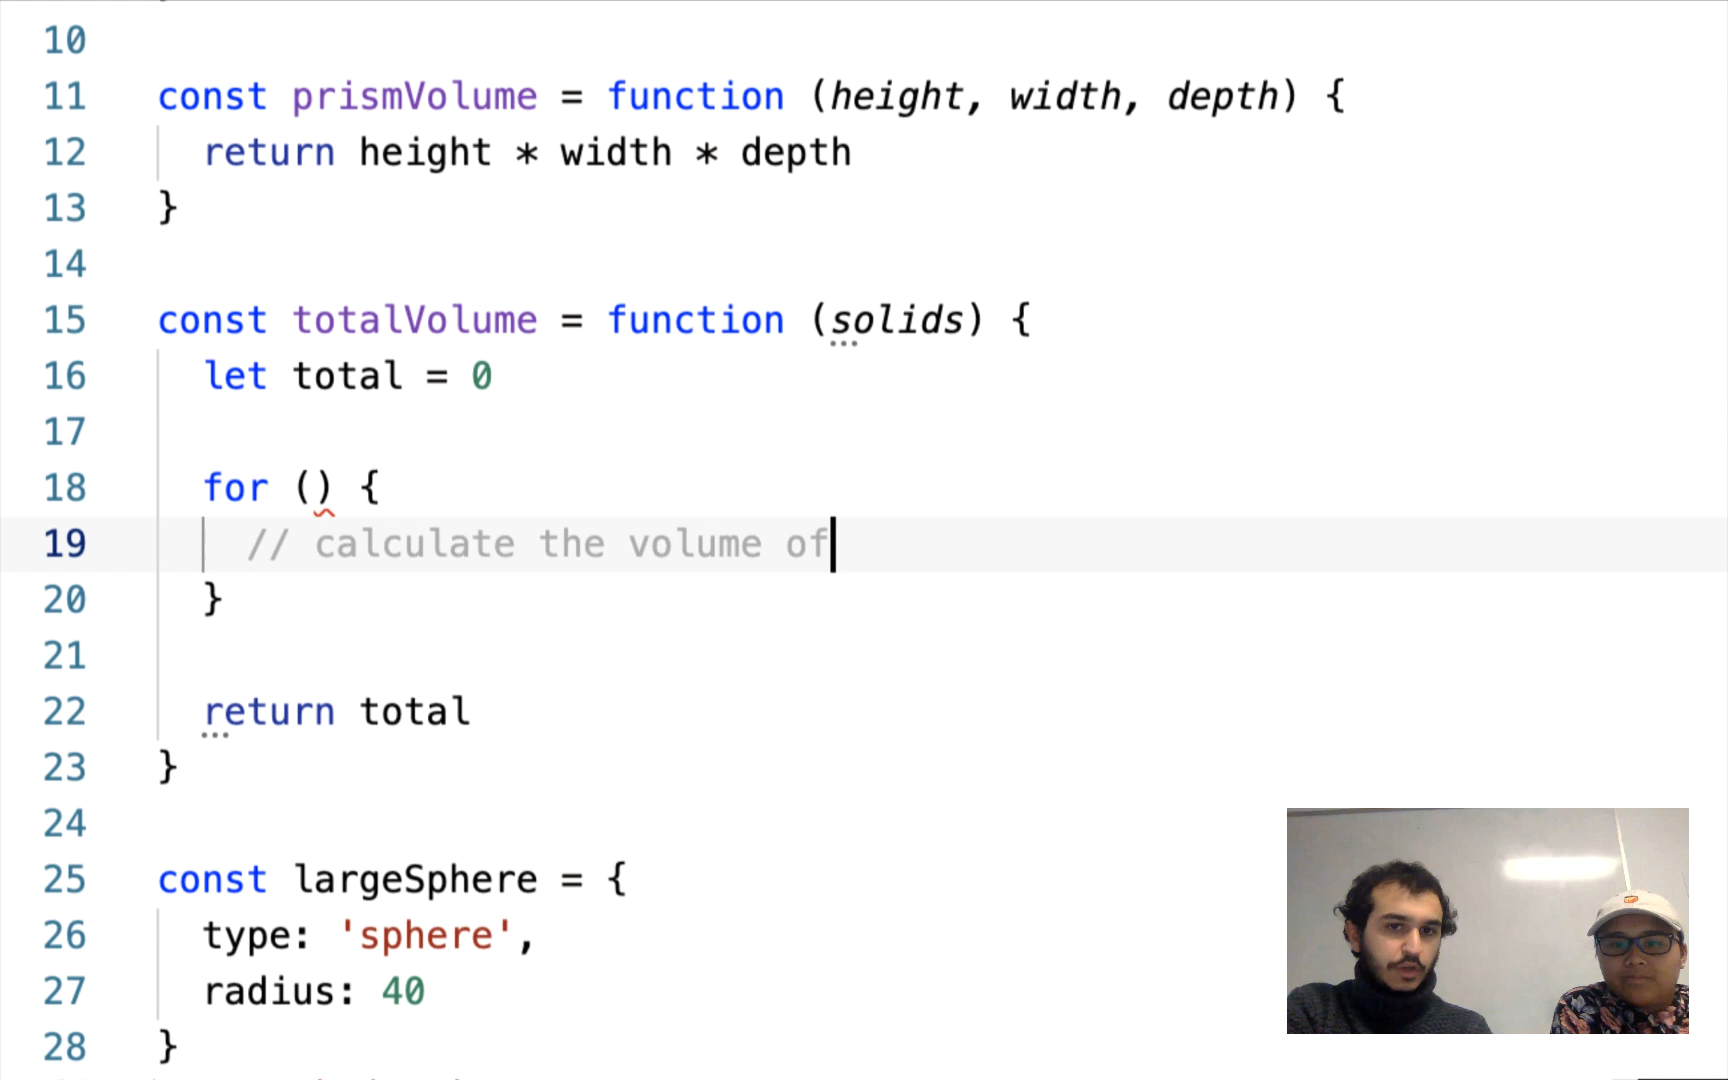 10
11 const prismVolume = function (height, width, depth) {
12 return height * width * depth
13 }
14
15 const totalVolume = function (solids) {
16 let total = 0
17
18 for () {
19 // calculate the volume of
20 }
21
22 return total
23 }
24
25 const largeSphere = {
26 type: 'sphere',
27 radius: 40
28 }